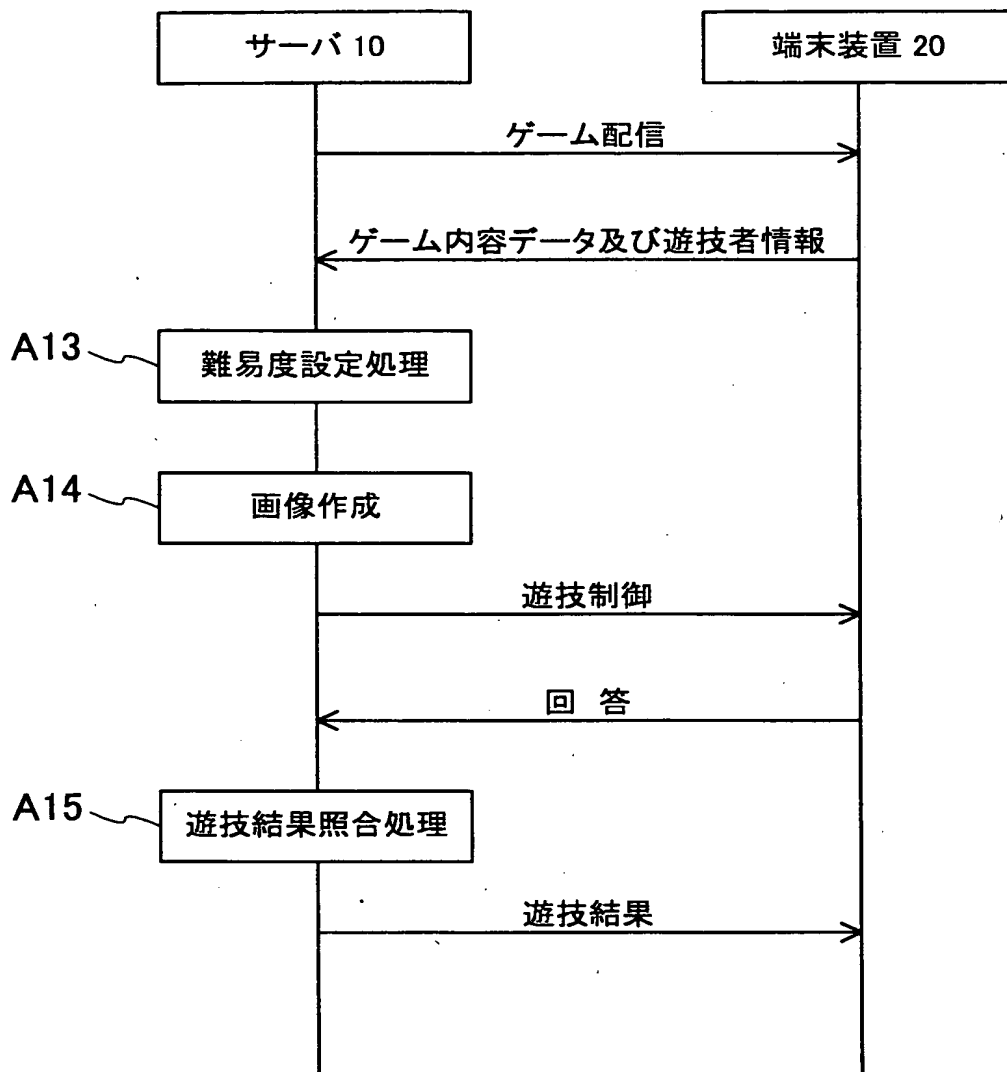 サーバ 10
端末装置 20
ゲーム配信
ゲーム内容データ及び遊技者情報
A13
難易度設定処理
A14
画像作成
遊技制御
回 答
A15
遊技結果照合処理
遊技結果